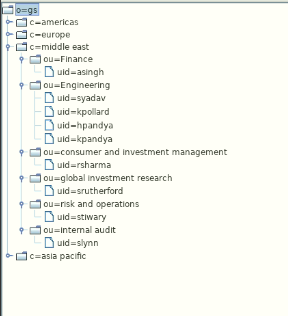 o=gs
c=americas
c=europe
c=middle east
ou=Finance
uid=asingh
ou=Engineering
uid=syadav
uid=kpollard
uid=hpandya
uid=kpandya
ou=consumer and investment management
uid=rsharma
ou=global investment research
uid=srutherford
ou=risk and operations
uid=stiwary
ou=internal audit
uid=slynn
c=asia pacific